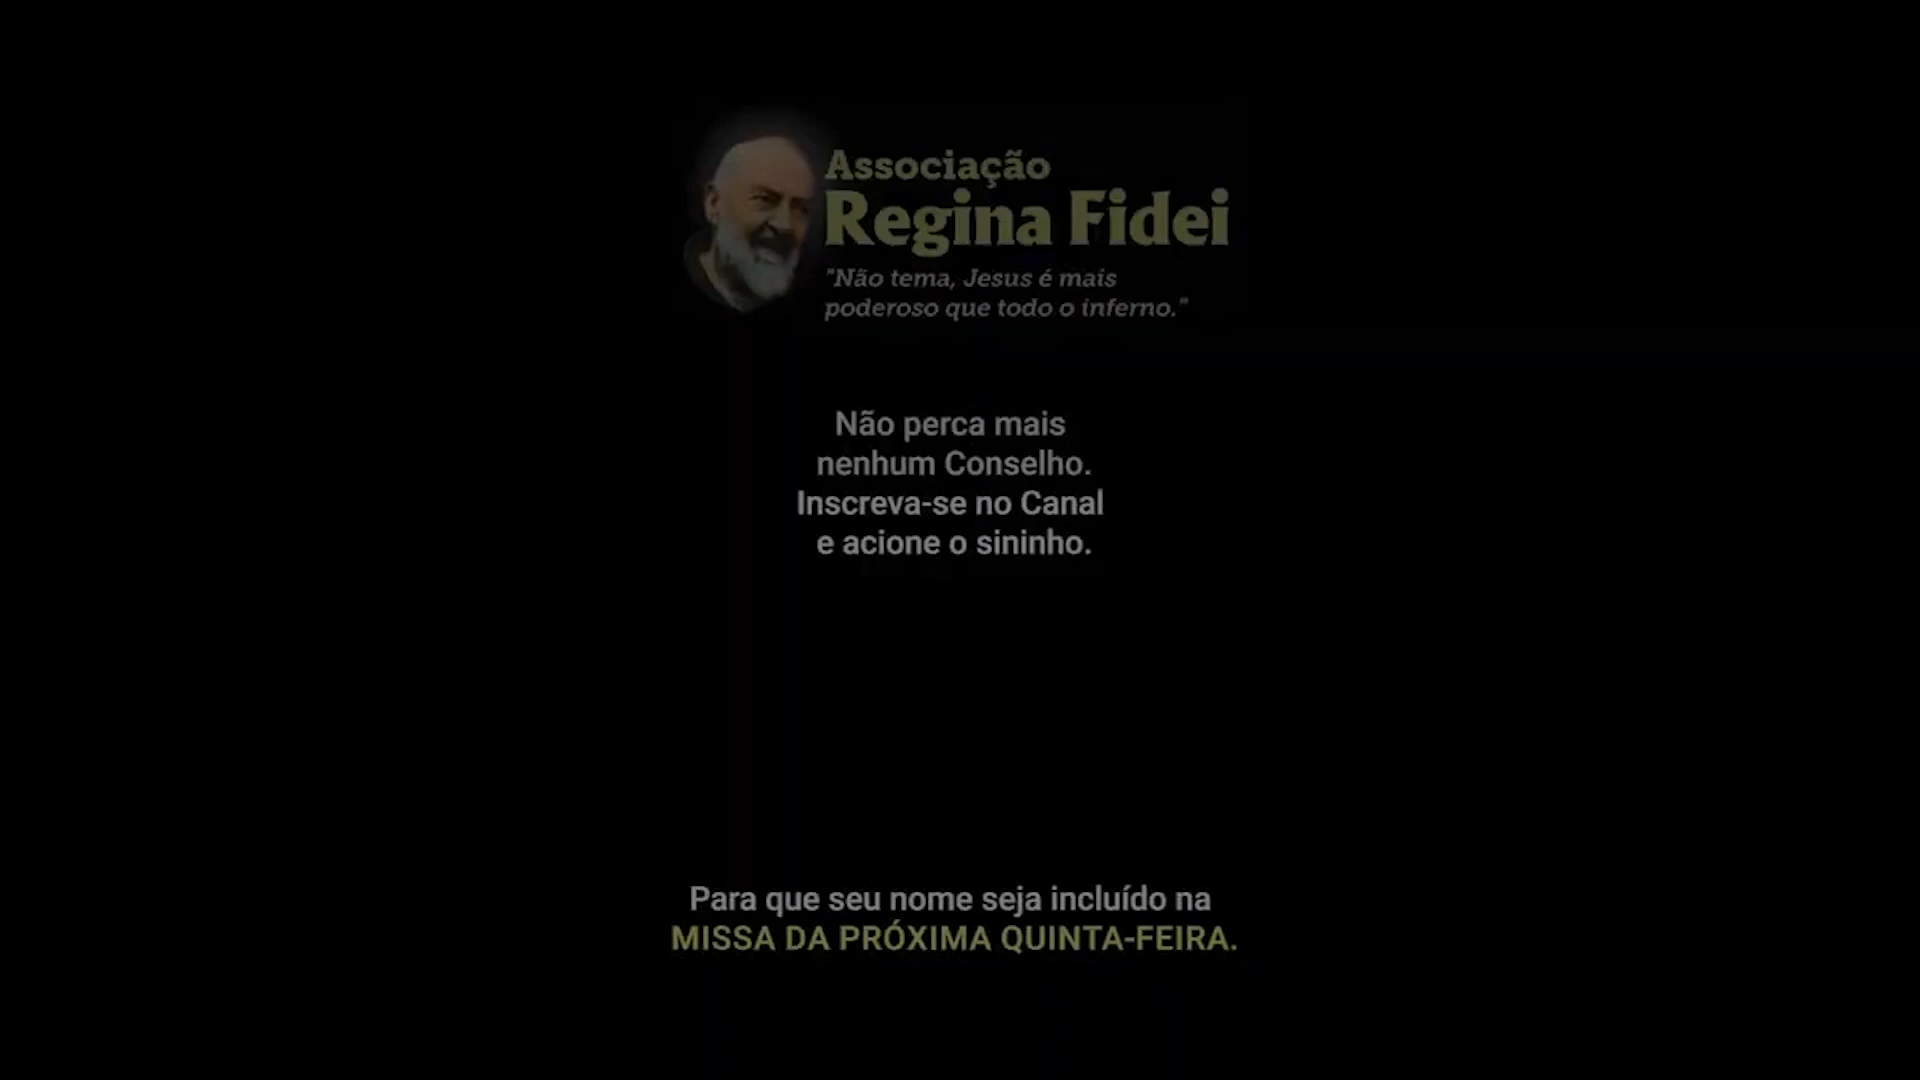 Associação
Regina Fidei
"Não tema, Jesus é mais
poderoso que todo o inferno."
Não perca mais
nenhum Conselho.
Inscreva-se no Canal
e acione o sininho.
Para que seu nome seja incluído na
MISSA DA PRÓXIMA QUINTA-FEIRA.